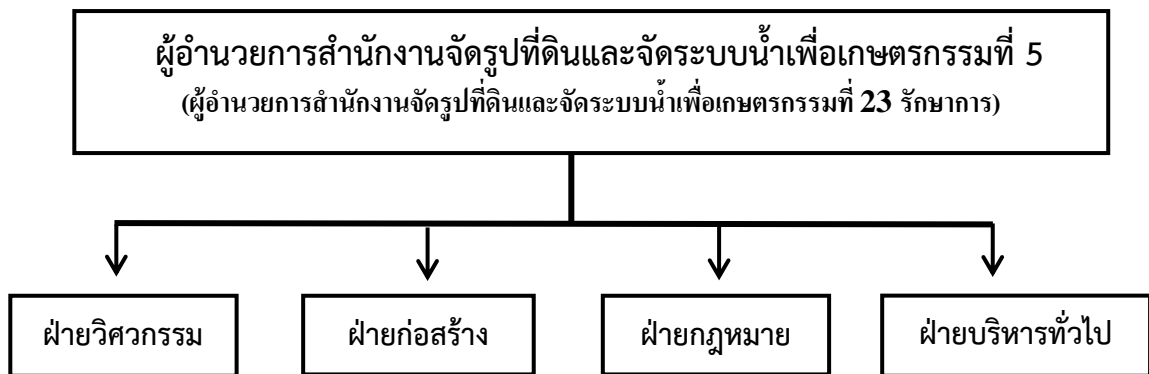 ผู้อำนวยการสำนักงานจัดรูปที่ดินและจัดระบบน้ำเพื่อเกษตรกรรมที่ 5
(ผู้อำนวยการสำนักงานจัดรูปที่ดินและจัดระบบน้ำเพื่อเกษตรกรรมที่ 23 รักษาการ)
ฝ่ายวิศวกรรม
ฝ่ายก่อสร้าง
ฝ่ายกฎหมาย
ฝ่ายบริหารทั่วไป